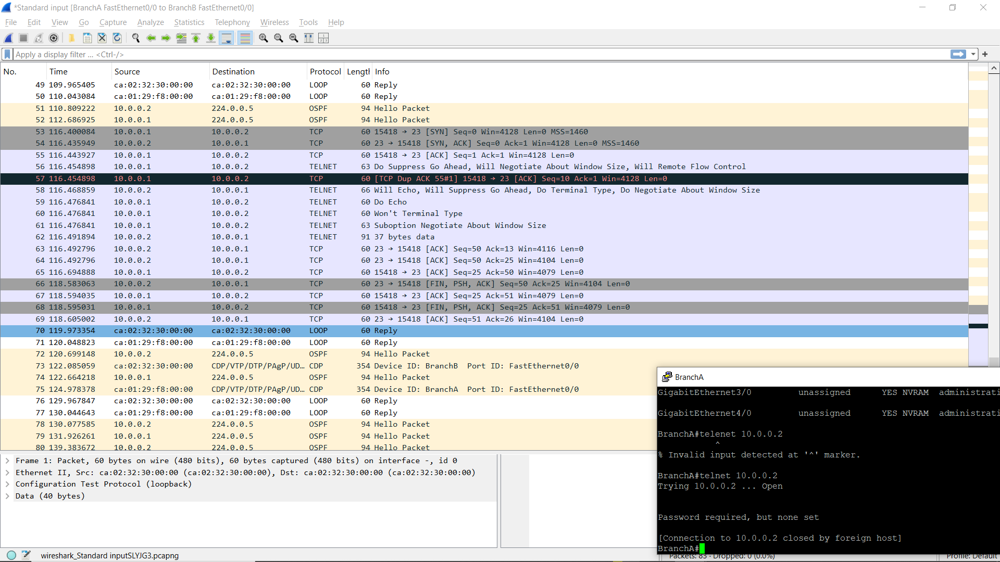 *Standard input [BranchA FastEthernet0/0 to BranchB FastEthernet0/0]
File Edit View Go Capture Analyze Statistics Telephony Wireless Tools Help
Apply a display filter ... <Ctrl-/>
No. Time Source Destination Protocol Length Info
49 109.965405 ca:02:32:30:00:00 ca:02:32:30:00:00 LOOP 60 Reply
50 110.043084 ca:01:29:f8:00:00 ca:01:29:f8:00:00 LOOP 60 Reply
51 110.809222 10.0.0.2 224.0.0.5 OSPF 94 Hello Packet
52 112.686925 10.0.0.1 224.0.0.5 OSPF 94 Hello Packet
53 116.400084 10.0.0.1 10.0.0.2 TCP 60 15418 → 23 [SYN] Seq=0 Win=4128 Len=0 MSS=1460
54 116.435949 10.0.0.2 10.0.0.1 TCP 60 23 → 15418 [SYN, ACK] Seq=0 Ack=1 Win=4128 Len=0 MSS=1460
55 116.443927 10.0.0.1 10.0.0.2 TCP 60 15418 → 23 [ACK] Seq=1 Ack=1 Win=4128 Len=0
56 116.454898 10.0.0.1 10.0.0.2 TELNET 63 Do Suppress Go Ahead, Will Negotiate About Window Size, Will Remote Flow Control
57 116.454898 10.0.0.1 10.0.0.2 TCP 60 [TCP Dup ACK 55#1] 15418 → 23 [ACK] Seq=10 Ack=1 Win=4128 Len=0
58 116.468859 10.0.0.2 10.0.0.1 TELNET 66 Will Echo, Will Suppress Go Ahead, Do Terminal Type, Do Negotiate About Window Size
59 116.476841 10.0.0.1 10.0.0.2 TELNET 60 Do Echo
60 116.476841 10.0.0.1 10.0.0.2 TELNET 60 Won't Terminal Type
61 116.476841 10.0.0.1 10.0.0.2 TELNET 63 Suboption Negotiate About Window Size
62 116.491894 10.0.0.2 10.0.0.1 TELNET 91 37 bytes data
63 116.492796 10.0.0.2 10.0.0.1 TCP 60 23 → 15418 [ACK] Seq=50 Ack=13 Win=4116 Len=0
64 116.492796 10.0.0.2 10.0.0.1 TCP 60 23 → 15418 [ACK] Seq=50 Ack=25 Win=4104 Len=0
65 116.694888 10.0.0.1 10.0.0.2 TCP 60 15418 → 23 [ACK] Seq=25 Ack=50 Win=4079 Len=0
66 118.583063 10.0.0.2 10.0.0.1 TCP 60 23 → 15418 [FIN, PSH, ACK] Seq=50 Ack=25 Win=4104 Len=0
67 118.594035 10.0.0.1 10.0.0.2 TCP 60 15418 → 23 [ACK] Seq=25 Ack=51 Win=4079 Len=0
68 118.595031 10.0.0.1 10.0.0.2 TCP 60 15418 → 23 [FIN, PSH, ACK] Seq=25 Ack=51 Win=4079 Len=0
69 118.605002 10.0.0.2 10.0.0.1 TCP 60 23 → 15418 [ACK] Seq=51 Ack=26 Win=4104 Len=0
70 119.973354 ca:02:32:30:00:00 ca:02:32:30:00:00 LOOP 60 Reply
71 120.048823 ca:01:29:f8:00:00 ca:01:29:f8:00:00 LOOP 60 Reply
72 120.699148 10.0.0.2 224.0.0.5 OSPF 94 Hello Packet
73 122.085059 ca:02:32:30:00:00 CDP/VTP/DTP/PAgP/UD… CDP 354 Device ID: BranchB Port ID: FastEthernet0/0
74 122.664218 10.0.0.1 224.0.0.5 OSPF 94 Hello Packet
75 124.978378 ca:01:29:f8:00:00 CDP/VTP/DTP/PAgP/UD… CDP 354 Device ID: BranchA Port ID: FastEthernet0/0
76 129.967847 ca:02:32:30:00:00 ca:02:32:30:00:00 LOOP 60 Reply
77 130.044643 ca:01:29:f8:00:00 ca:01:29:f8:00:00 LOOP 60 Reply
78 130.077585 10.0.0.2 224.0.0.5 OSPF 94 Hello Packet
79 131.926261 10.0.0.1 224.0.0.5 OSPF 94 Hello Packet
80 139.383672 10.0.0.2 224.0.0.5 OSPF 94 Hello Packet
Frame 1: Packet, 60 bytes on wire (480 bits), 60 bytes captured (480 bits) on interface -, id 0
Ethernet II, Src: ca:02:32:30:00:00 (ca:02:32:30:00:00), Dst: ca:02:32:30:00:00 (ca:02:32:30:00:00)
Configuration Test Protocol (loopback)
Data (40 bytes)
BranchA
GigabitEthernet3/0 unassigned YES NVRAM administrati
GigabitEthernet4/0 unassigned YES NVRAM administrati
BranchA#telenet 10.0.0.2
^
% Invalid input detected at '^' marker.
BranchA#telnet 10.0.0.2
Trying 10.0.0.2 ... Open
Password required, but none set
[Connection to 10.0.0.2 closed by foreign host]
BranchA#
wireshark_Standard inputSLYJG3.pcapng
Packets: 83 · Dropped: 0 (0.0%)
Profile: Default